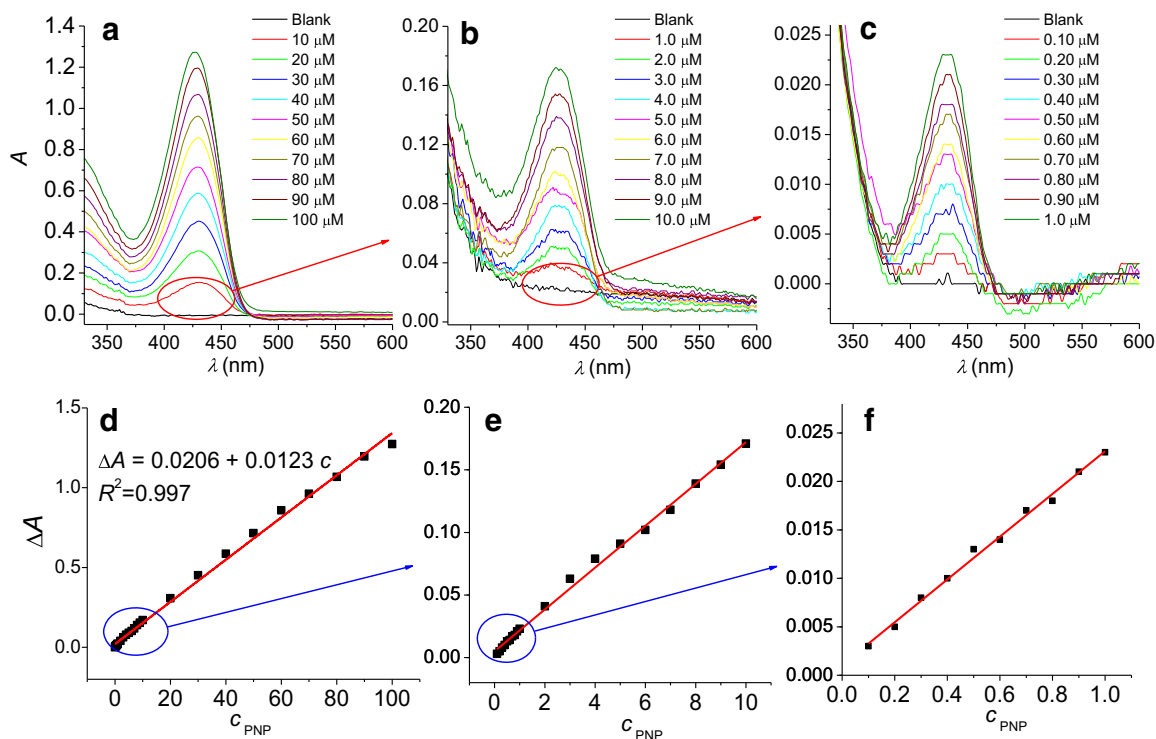 a
1.4
1.2
1.0
0.8
0.6
0.4
0.2
0.0
A
350 400 450 500 550 600
λ (nm)
Blank
10 μM
20 μM
30 μM
40 μM
50 μM
60 μM
70 μM
80 μM
90 μM
100 μM
b
0.20
0.16
0.12
0.08
0.04
0.00
350 400 450 500 550 600
λ (nm)
Blank
1.0 μM
2.0 μM
3.0 μM
4.0 μM
5.0 μM
6.0 μM
7.0 μM
8.0 μM
9.0 μM
10.0 μM
c
0.025
0.020
0.015
0.010
0.005
0.000
350 400 450 500 550 600
λ (nm)
Blank
0.10 μM
0.20 μM
0.30 μM
0.40 μM
0.50 μM
0.60 μM
0.70 μM
0.80 μM
0.90 μM
1.0 μM
d
ΔA = 0.0206 + 0.0123 c
R²=0.997
1.5
1.0
0.5
0.0
ΔA
0 20 40 60 80 100
c PNP
e
0.20
0.15
0.10
0.05
0.00
0 2 4 6 8 10
c PNP
f
0.025
0.020
0.015
0.010
0.005
0.000
0.0 0.2 0.4 0.6 0.8 1.0
c PNP